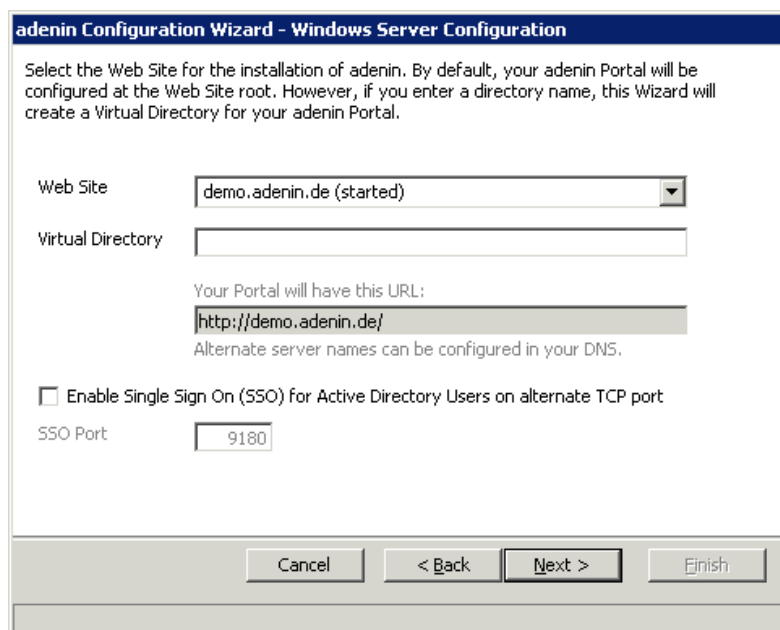 adenin Configuration Wizard - Windows Server Configuration
Select the Web Site for the installation of adenin. By default, your adenin Portal will be
configured at the Web Site root. However, if you enter a directory name, this Wizard will
create a Virtual Directory for your adenin Portal.
Web Site
demo.adenin.de (started)
Virtual Directory
Your Portal will have this URL:
http://demo.adenin.de/
Alternate server names can be configured in your DNS.
Enable Single Sign On (SSO) for Active Directory Users on alternate TCP port
SSO Port
9180
Cancel
< Back
Next >
Finish